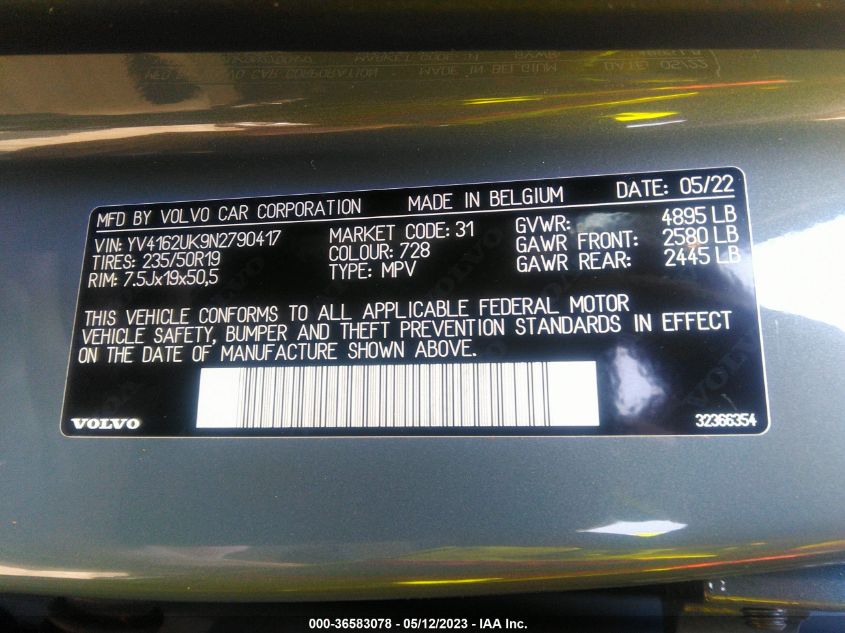 MFD BY VOLVO CAR CORPORATION MADE IN BELGIUM DATE: 05/22
VIN: YV4162UK9N2790417 MARKET CODE: 31 GVWR: 4895 LB
TIRES: 235/50R19 COLOUR: 728 GAWR FRONT: 2580 LB
RIM: 7.5Jx19x50,5 TYPE: MPV GAWR REAR: 2445 LB
THIS VEHICLE CONFORMS TO ALL APPLICABLE FEDERAL MOTOR
VEHICLE SAFETY, BUMPER AND THEFT PREVENTION STANDARDS IN EFFECT
ON THE DATE OF MANUFACTURE SHOWN ABOVE.
VOLVO 32366354
000-36583078 - 05/12/2023 - IAA Inc.